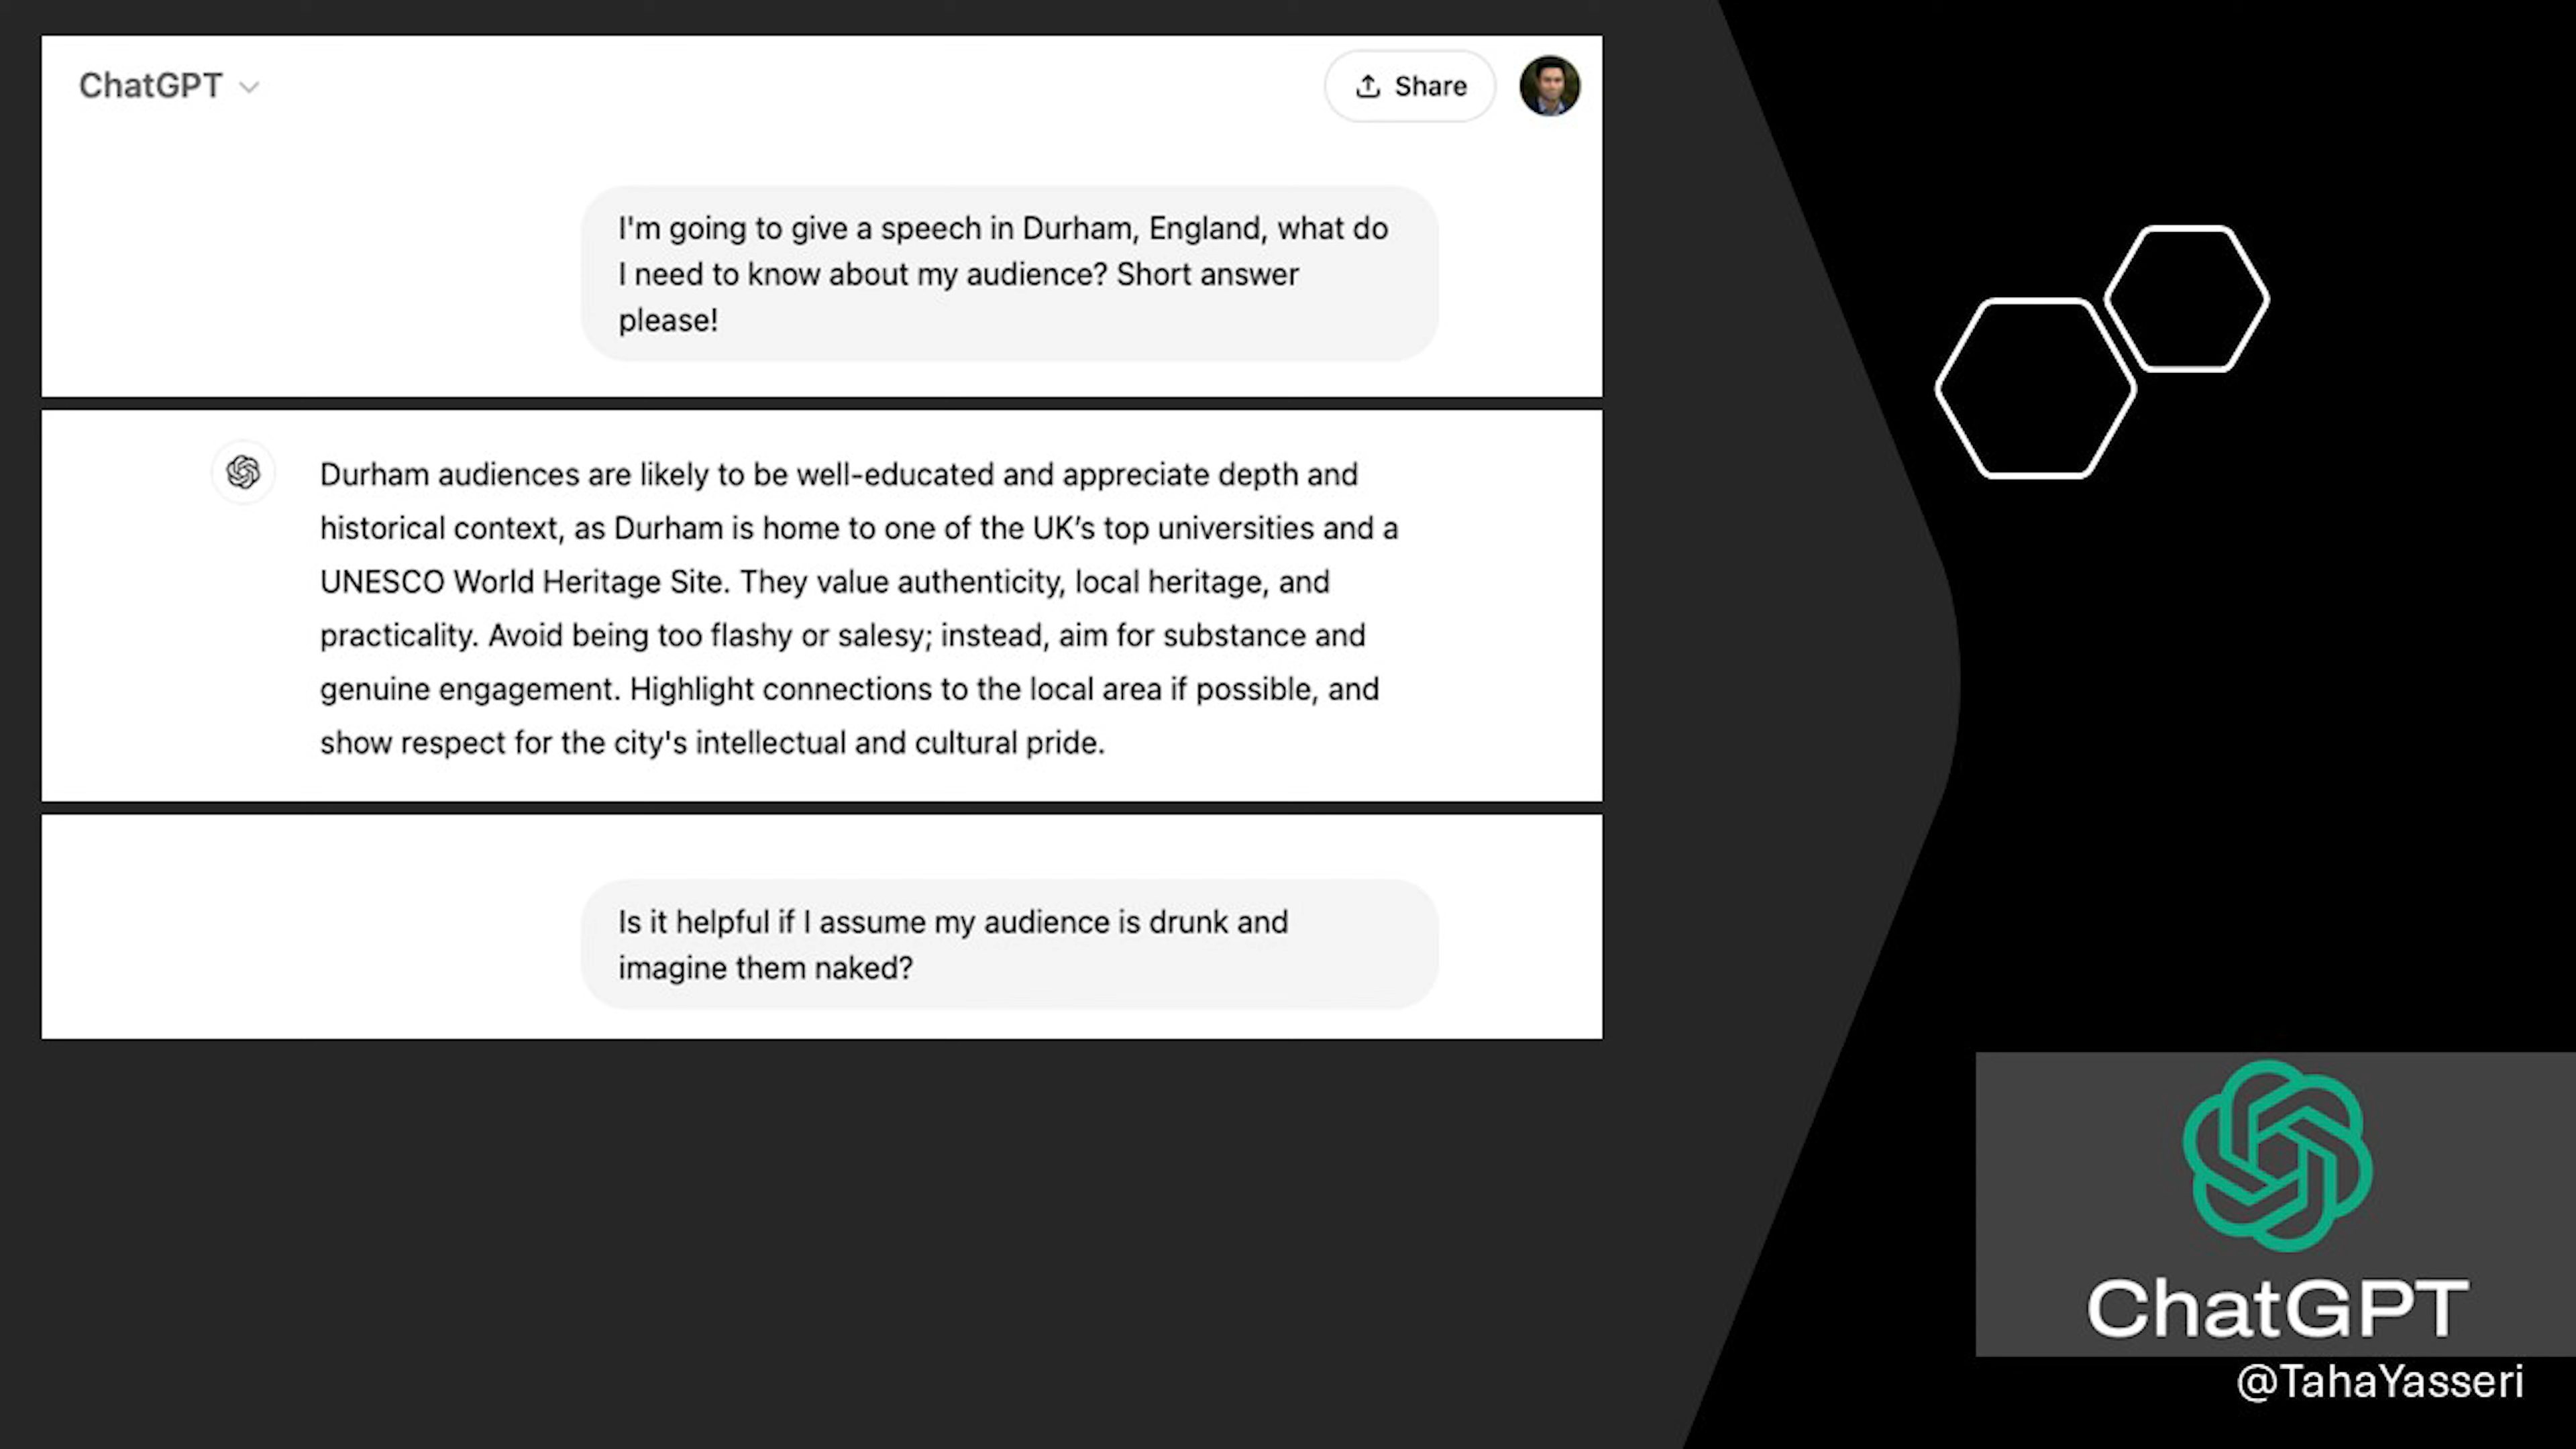 ChatGPT
Share
I'm going to give a speech in Durham, England, what do
I need to know about my audience? Short answer
please!
Durham audiences are likely to be well-educated and appreciate depth and
historical context, as Durham is home to one of the UK’s top universities and a
UNESCO World Heritage Site. They value authenticity, local heritage, and
practicality. Avoid being too flashy or salesy; instead, aim for substance and
genuine engagement. Highlight connections to the local area if possible, and
show respect for the city's intellectual and cultural pride.
Is it helpful if I assume my audience is drunk and
imagine them naked?
ChatGPT
@TahaYasseri